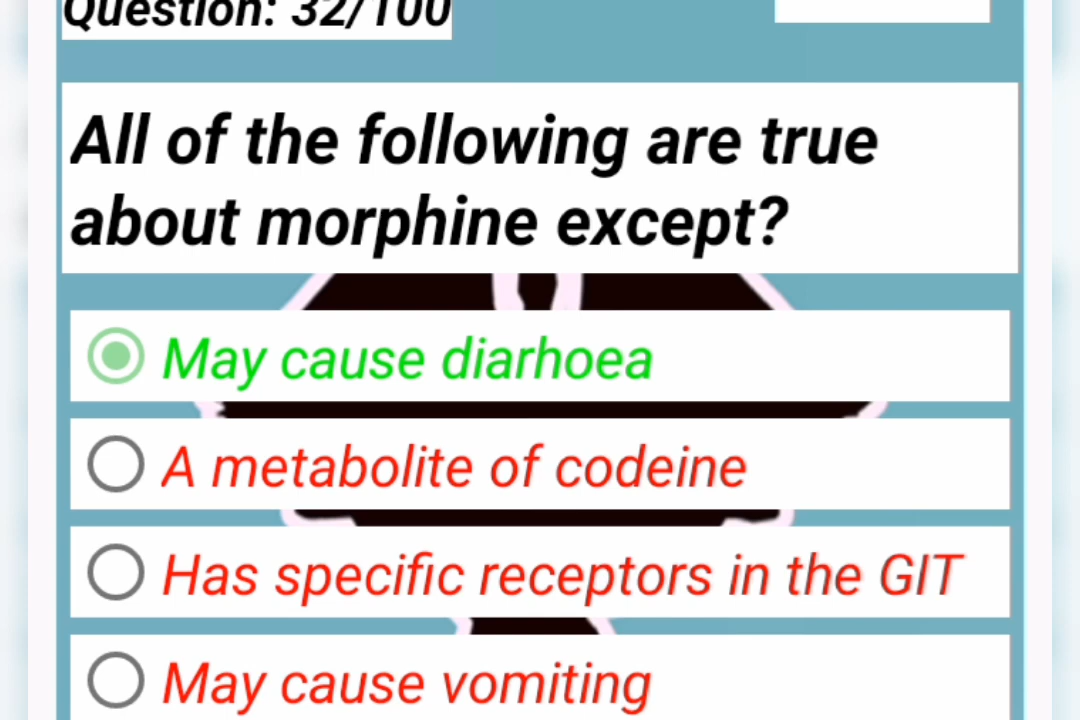 Question: 32/100
All of the following are true
about morphine except?
May cause diarhoea
A metabolite of codeine
Has specific receptors in the GIT
May cause vomiting